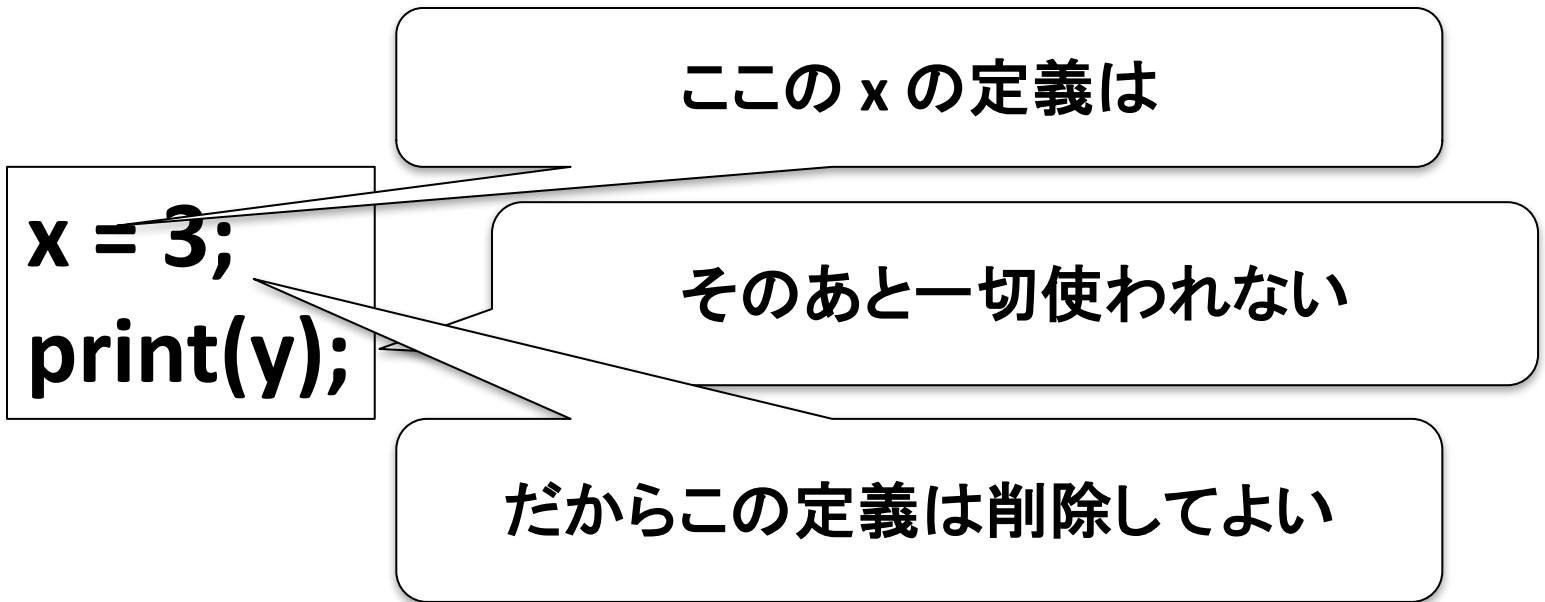 ここの x の定義は
x = 3;
そのあと一切使われない
print(y);
だからこの定義は削除してよい